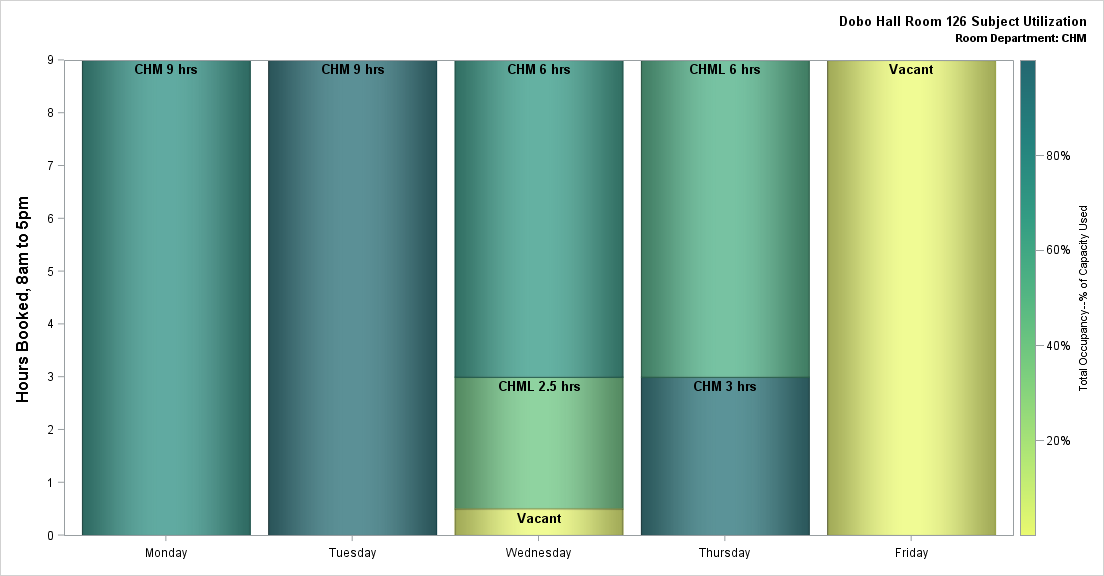 Dobo Hall Room 126 Subject Utilization
Room Department: CHM
Hours Booked, 8am to 5pm
9
8
7
6
5
4
3
2
1
0
CHM 9 hrs
CHM 9 hrs
CHM 6 hrs
CHML 2.5 hrs
Vacant
CHML 6 hrs
CHM 3 hrs
Vacant
Monday
Tuesday
Wednesday
Thursday
Friday
80%
60%
40%
20%
Total Occupancy--% of Capacity Used